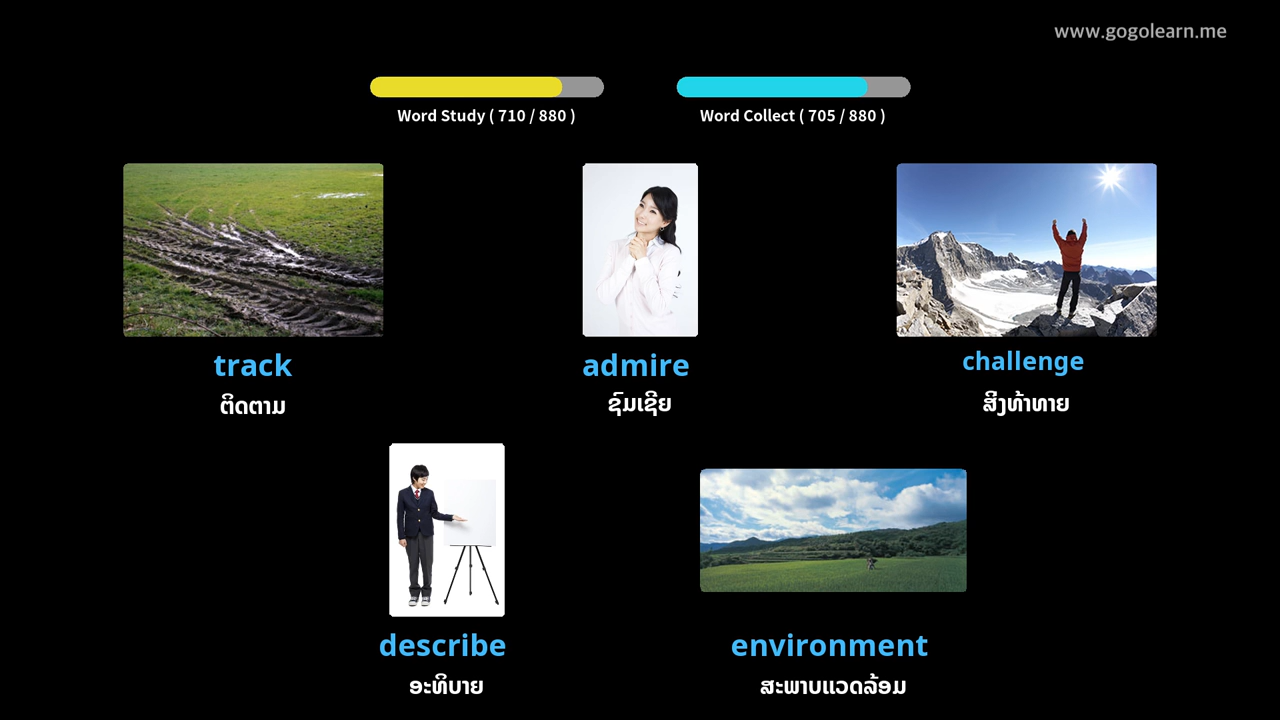 www.gogolearn.me
Word Study ( 710 / 880 )
Word Collect ( 705 / 880 )
track
ຕິດຕາມ
admire
ຊົມເຊີຍ
challenge
ສິ່ງທ້າທາຍ
describe
ອະທິບາຍ
environment
ສະພາບແວດລ້ອມ